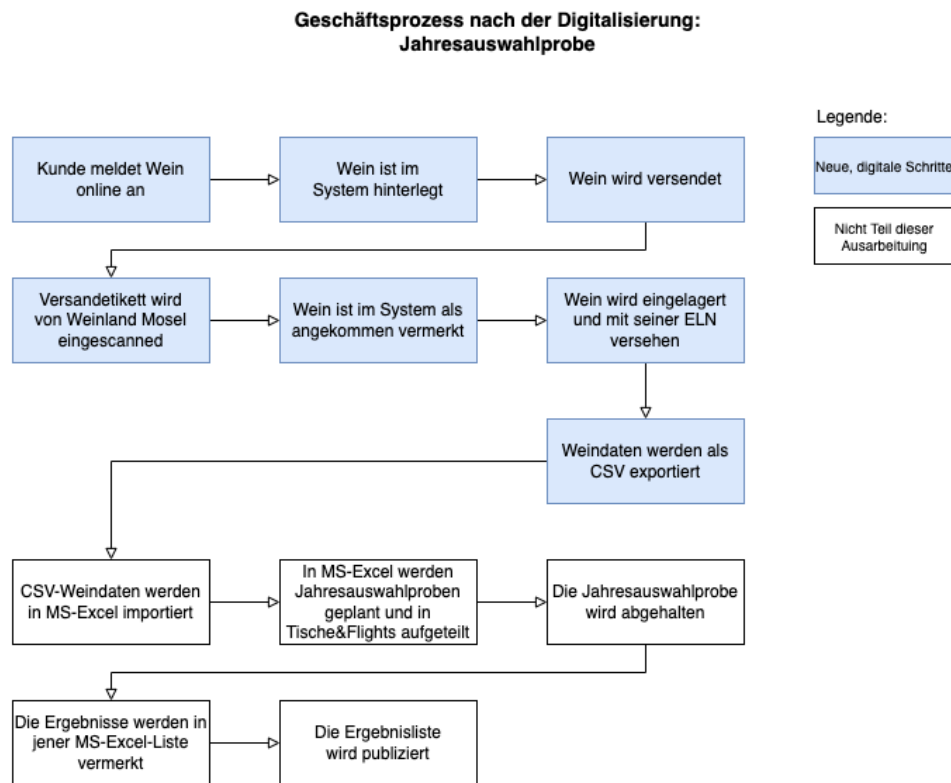 Geschäftsprozess nach der Digitalisierung:
Jahresauswahlprobe
Legende:
Neue, digitale Schritte
Nicht Teil dieser
Ausarbeituing
Kunde meldet Wein
online an
Wein ist im
System hinterlegt
Wein wird versendet
Versandetikett wird
von Weinland Mosel
eingescanned
Wein ist im System als
angekommen vermerkt
Wein wird eingelagert
und mit seiner ELN
versehen
Weindaten werden als
CSV exportiert
CSV-Weindaten werden
in MS-Excel importiert
In MS-Excel werden
Jahresauswahlproben
geplant und in
Tische&Flights aufgeteilt
Die Jahresauswahlprobe
wird abgehalten
Die Ergebnisse werden in
jener MS-Excel-Liste
vermerkt
Die Ergebnisliste
wird publiziert